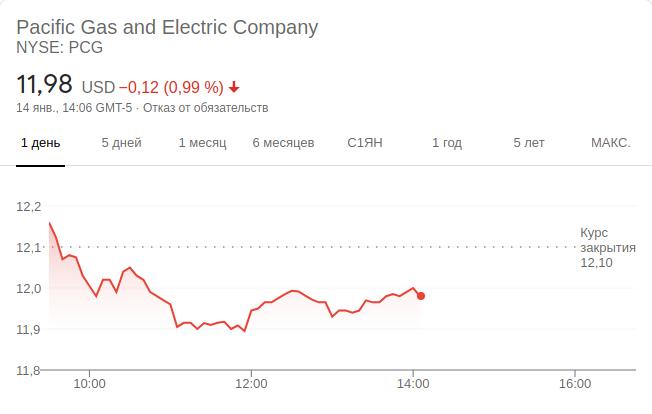 Pacific Gas and Electric Company
NYSE: PCG
11,98 USD −0,12 (0,99 %)
14 янв., 14:06 GMT-5 · Отказ от обязательств
1 день 5 дней 1 месяц 6 месяцев С1ЯН 1 год 5 лет МАКС.
12,2
Курс
12,1 закрытия
12,10
12,0
11,9
11,8
10:00 12:00 14:00 16:00